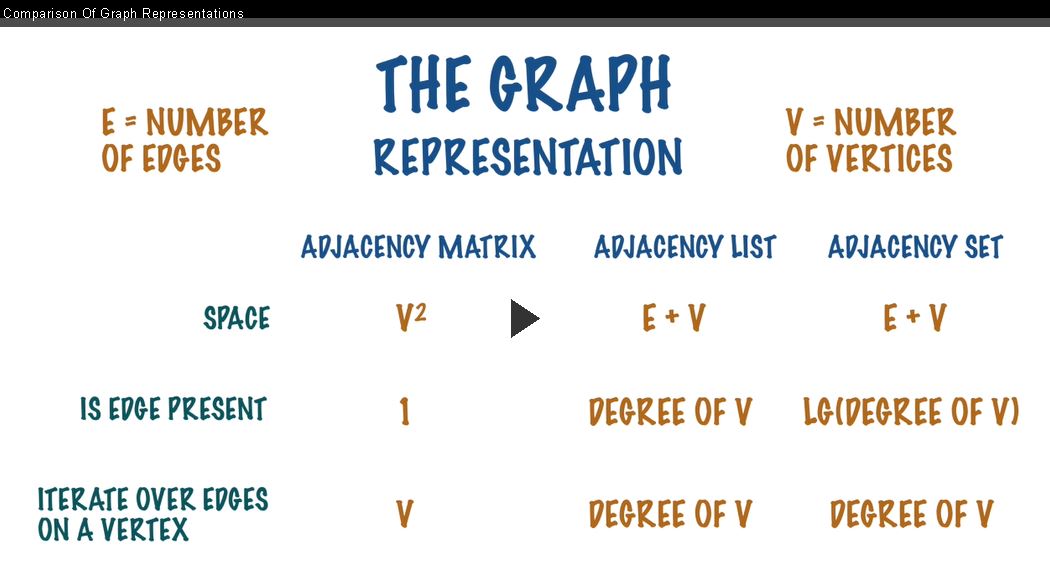 Comparison Of Graph Representations
THE GRAPH
REPRESENTATION
E = NUMBER
OF EDGES
V = NUMBER
OF VERTICES
ADJACENCY MATRIX ADJACENCY LIST ADJACENCY SET
SPACE V² E + V E + V
IS EDGE PRESENT 1 DEGREE OF V LG(DEGREE OF V)
ITERATE OVER EDGES
ON A VERTEX V DEGREE OF V DEGREE OF V